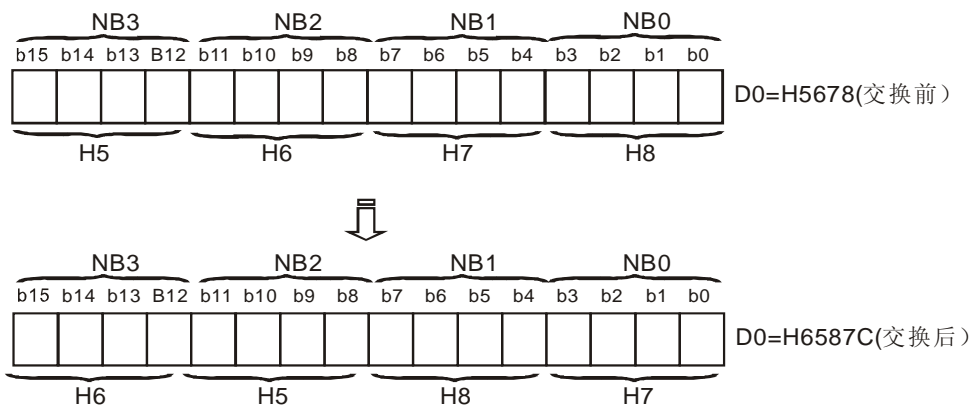 NB3 NB2 NB1 NB0
b15 b14 b13 B12 b11 b10 b9 b8 b7 b6 b5 b4 b3 b2 b1 b0
D0=H5678(交换前）
H5 H6 H7 H8
NB3 NB2 NB1 NB0
b15 b14 b13 B12 b11 b10 b9 b8 b7 b6 b5 b4 b3 b2 b1 b0
D0=H6587C(交换后）
H6 H5 H8 H7